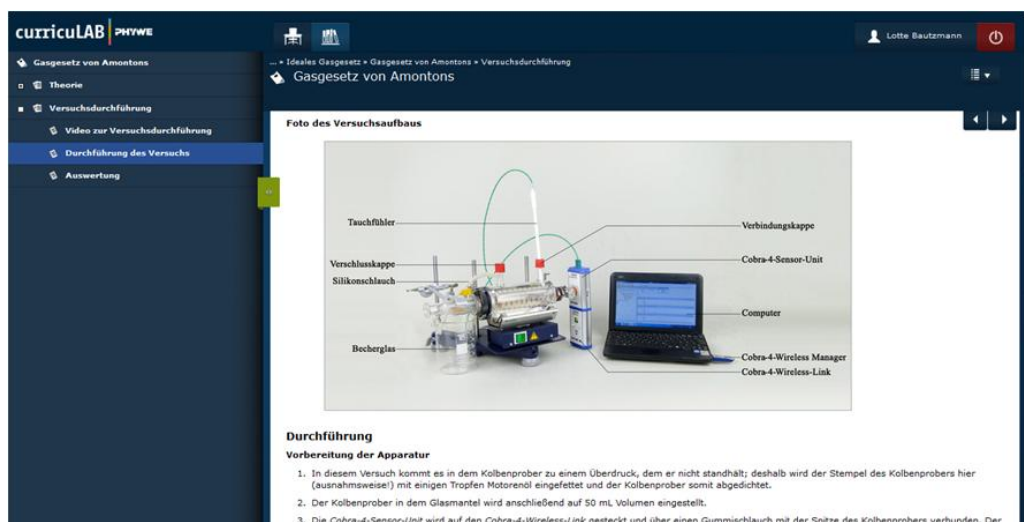 curricuLAB PHYWE
Lotte Bautzmann
Gasgesetz von Amontons
Theorie
Versuchsdurchführung
Video zur Versuchsdurchführung
Durchführung des Versuchs
Auswertung
... » Ideales Gasgesetz » Gasgesetz von Amontons » Versuchsdurchführung
Gasgesetz von Amontons
Foto des Versuchsaufbaus
Tauchfühler
Verbindungskappe
Verschlusskappe
Cobra-4-Sensor-Unit
Silikonschlauch
Computer
Becherglas
Cobra-4-Wireless Manager
Cobra-4-Wireless-Link
Durchführung
Vorbereitung der Apparatur
1. In diesem Versuch kommt es in dem Kolbenprober zu einem Überdruck, dem er nicht standhält; deshalb wird der Stempel des Kolbenprobers hier
(ausnahmsweise!) mit einigen Tropfen Motorenöl eingefettet und der Kolbenprober somit abgedichtet.
2. Der Kolbenprober in dem Glasmantel wird anschließend auf 50 mL Volumen eingestellt.
3. Die Cobra-4-Sensor-Unit wird auf den Cobra-4-Wireless-Link gesteckt und über einen Gummischlauch mit der Spitze des Kolbenprobers verbunden. Der